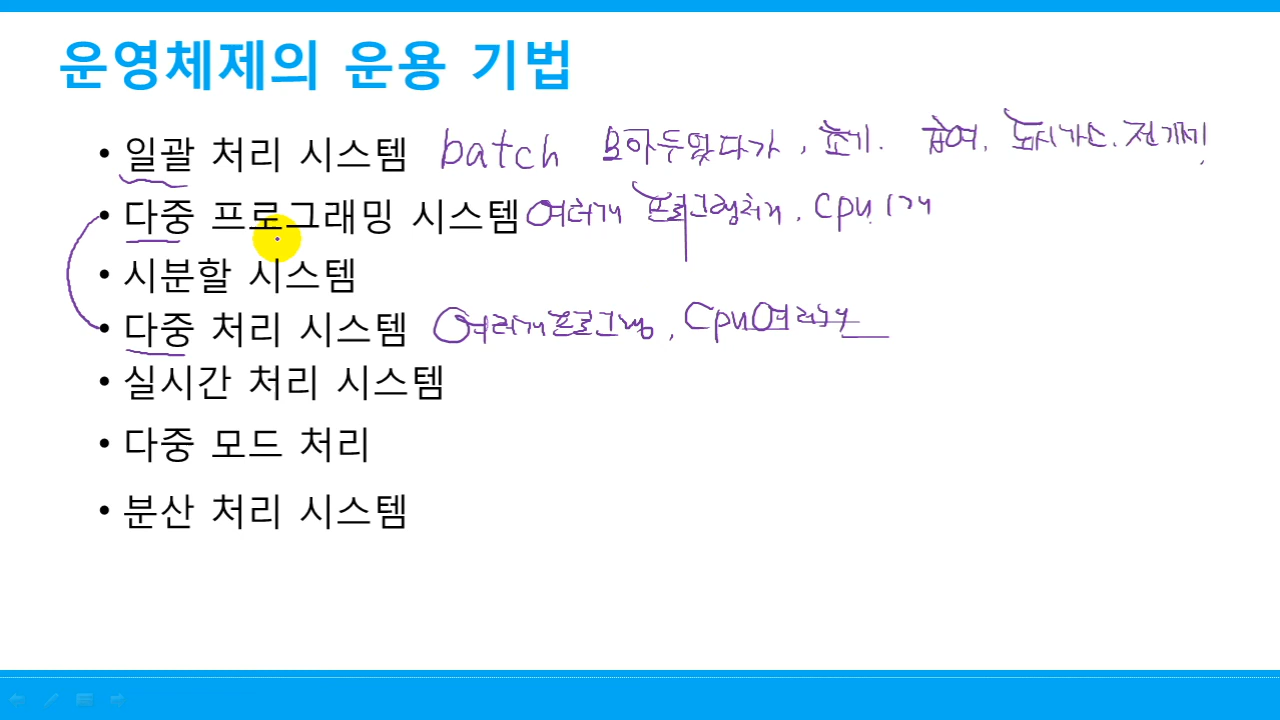 운영체제의 운용 기법
• 일괄 처리 시스템 batch 모아두었다가, 초기. 급여, 도시가스, 전기세,
• 다중 프로그래밍 시스템 여러개 프로그램처리, cpu 1개
• 시분할 시스템
• 다중 처리 시스템 여러개프로그램, Cpu여러개
• 실시간 처리 시스템
• 다중 모드 처리
• 분산 처리 시스템